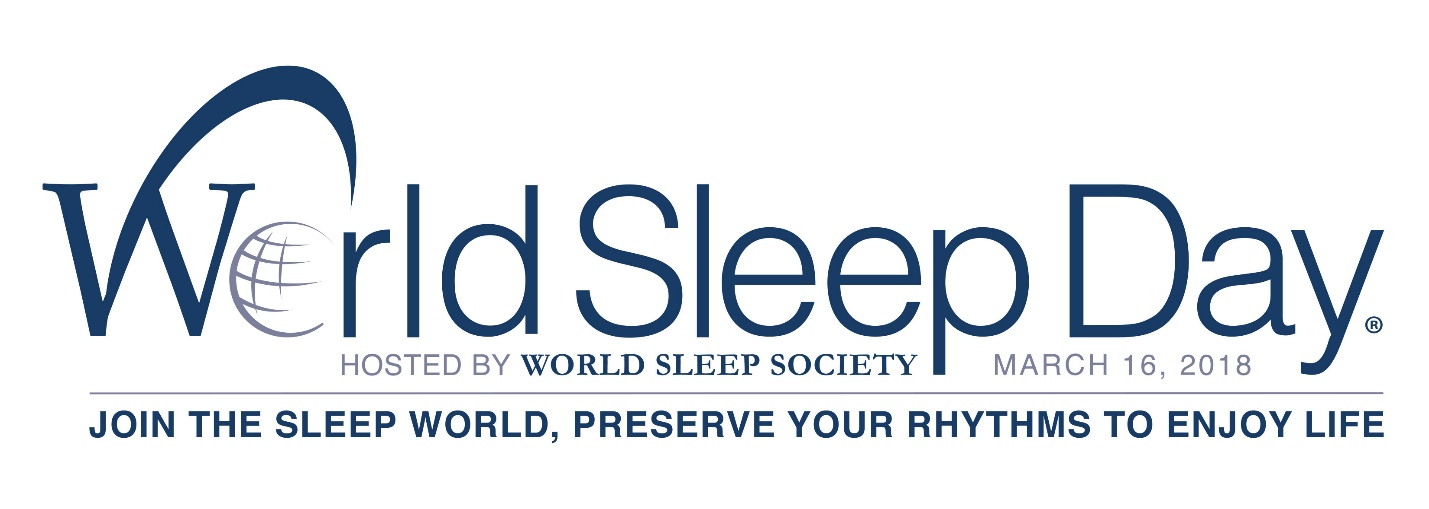 World Sleep Day®
HOSTED BY WORLD SLEEP SOCIETY MARCH 16, 2018
JOIN THE SLEEP WORLD, PRESERVE YOUR RHYTHMS TO ENJOY LIFE